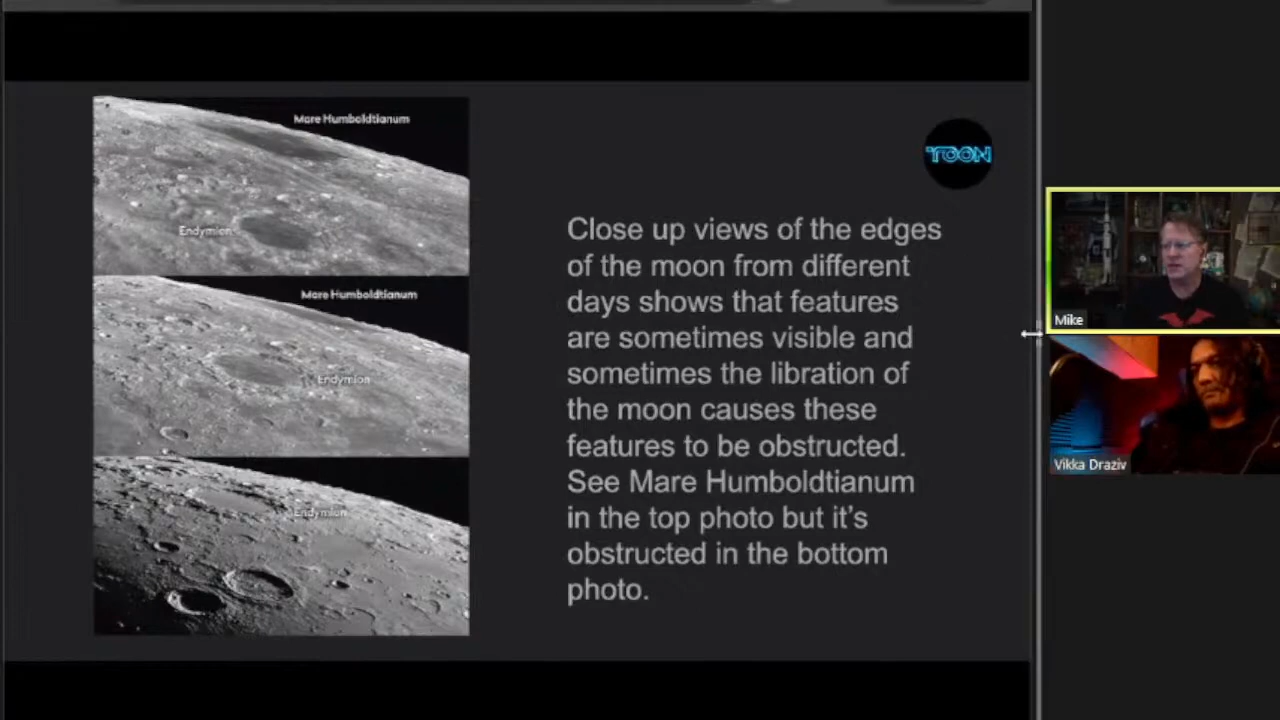 Mare Humboldtianum
Endymion
Mare Humboldtianum
Endymion
Endymion
TOON
Close up views of the edges
of the moon from different
days shows that features
are sometimes visible and
sometimes the libration of
the moon causes these
features to be obstructed.
See Mare Humboldtianum
in the top photo but it's
obstructed in the bottom
photo.
Mike
Vikka Draziv